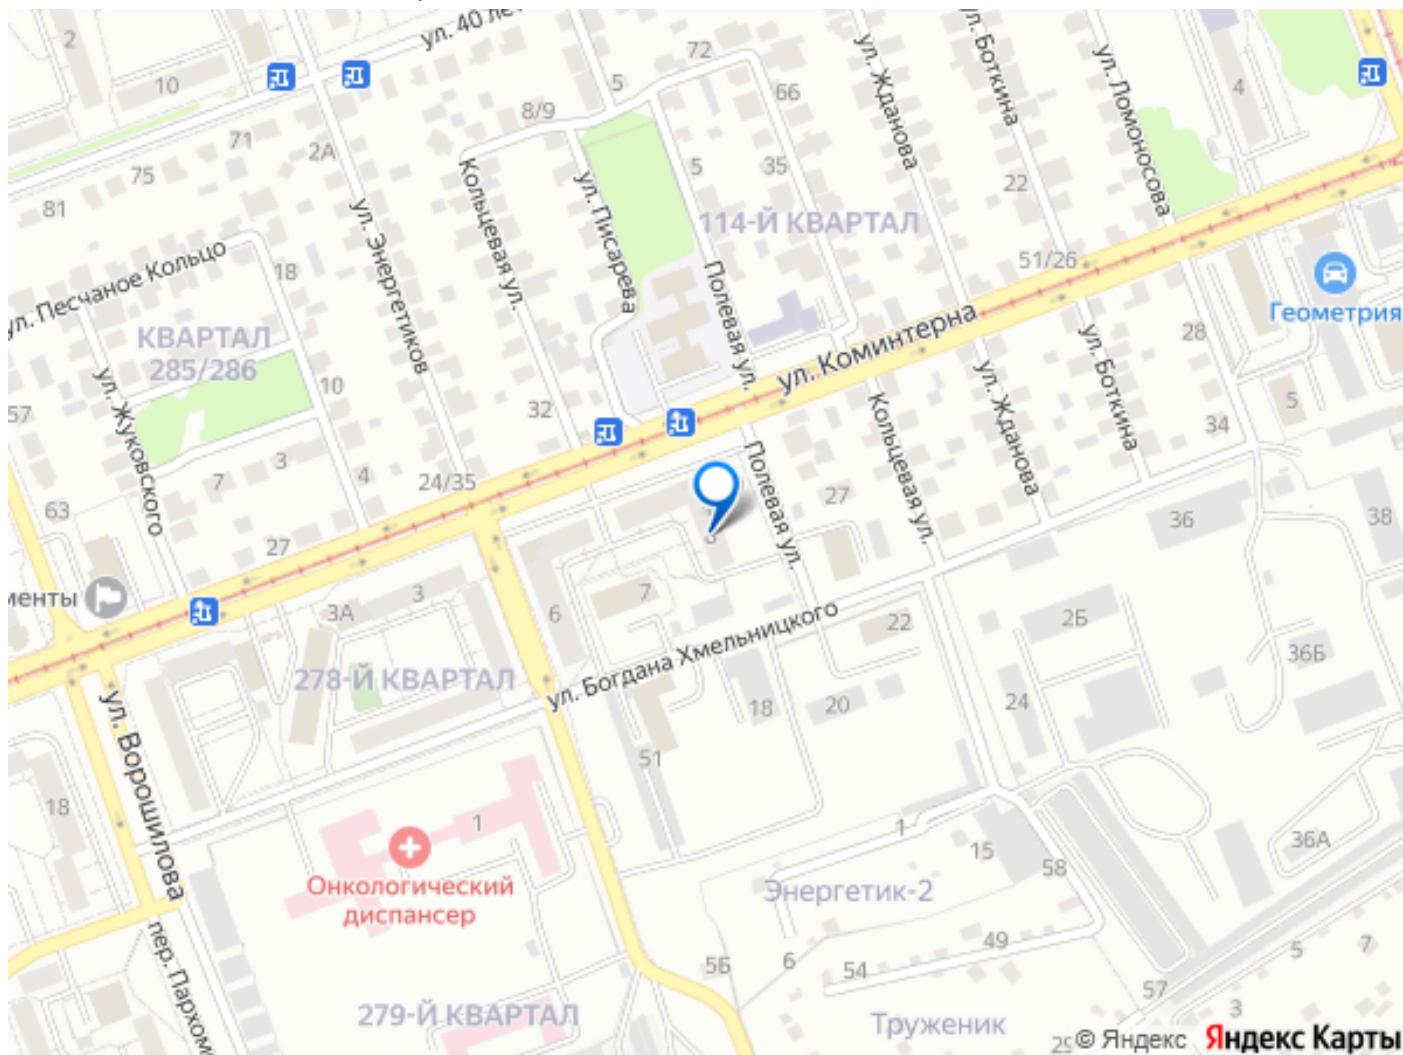 2
ул. 40 ле
72
10
5
66
8/9
4
71
2А
75
81
ул. Жданова
ул. Боткина
ул. Ломоносова
5
35
22
Кольцевая ул.
ул. Писарева
ул. Энергетиков
114-Й КВАРТАЛ
51/26
ул. Песчаное Кольцо
18
Полевая ул.
Геометрия
КВАРТАЛ
285/286
ул. Коминтерна
28
ул. Жуковского
10
32
57
ул. Жданова
ул. Боткина
Кольцевая ул.
5
34
3
7
4
24/35
Полевая ул.
27
63
27
36
38
8
менты
3А
3
7
6
ул. Богдана Хмельницкого
22
2Б
36Б
278-Й КВАРТАЛ
18
20
24
ул. Ворошилова
51
18
1
1
15
58
36А
Онкологический
диспансер
Энергетик-2
пер. Пархом
49
5Б
6
54
57
5
7
3
279-Й КВАРТАЛ
Труженик
29
© Яндекс Яндекс Карты